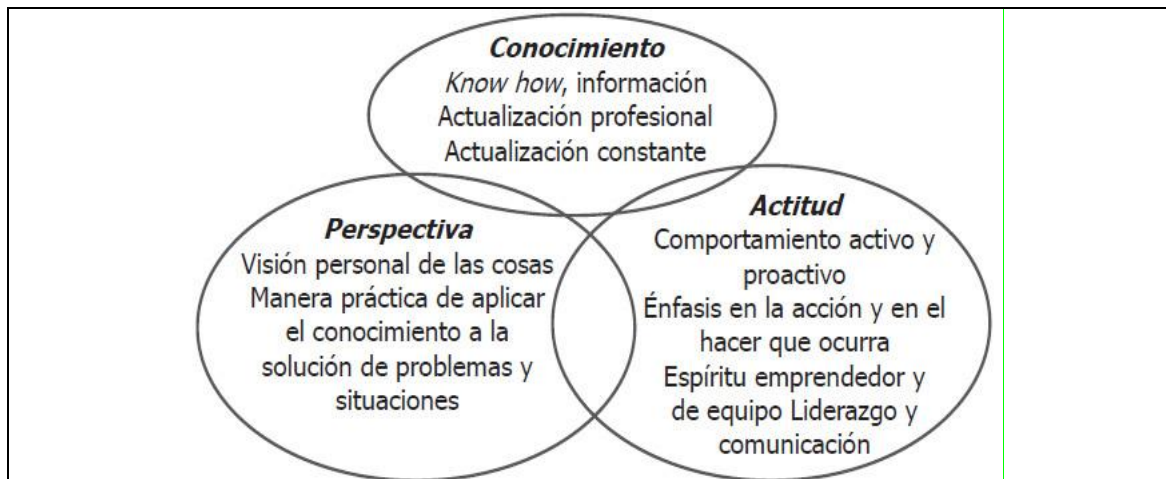 Conocimiento
Know how, información
Actualización profesional
Actualización constante
Perspectiva
Visión personal de las cosas
Manera práctica de aplicar
el conocimiento a la
solución de problemas y
situaciones
Actitud
Comportamiento activo y
proactivo
Énfasis en la acción y en el
hacer que ocurra
Espíritu emprendedor y
de equipo Liderazgo y
comunicación